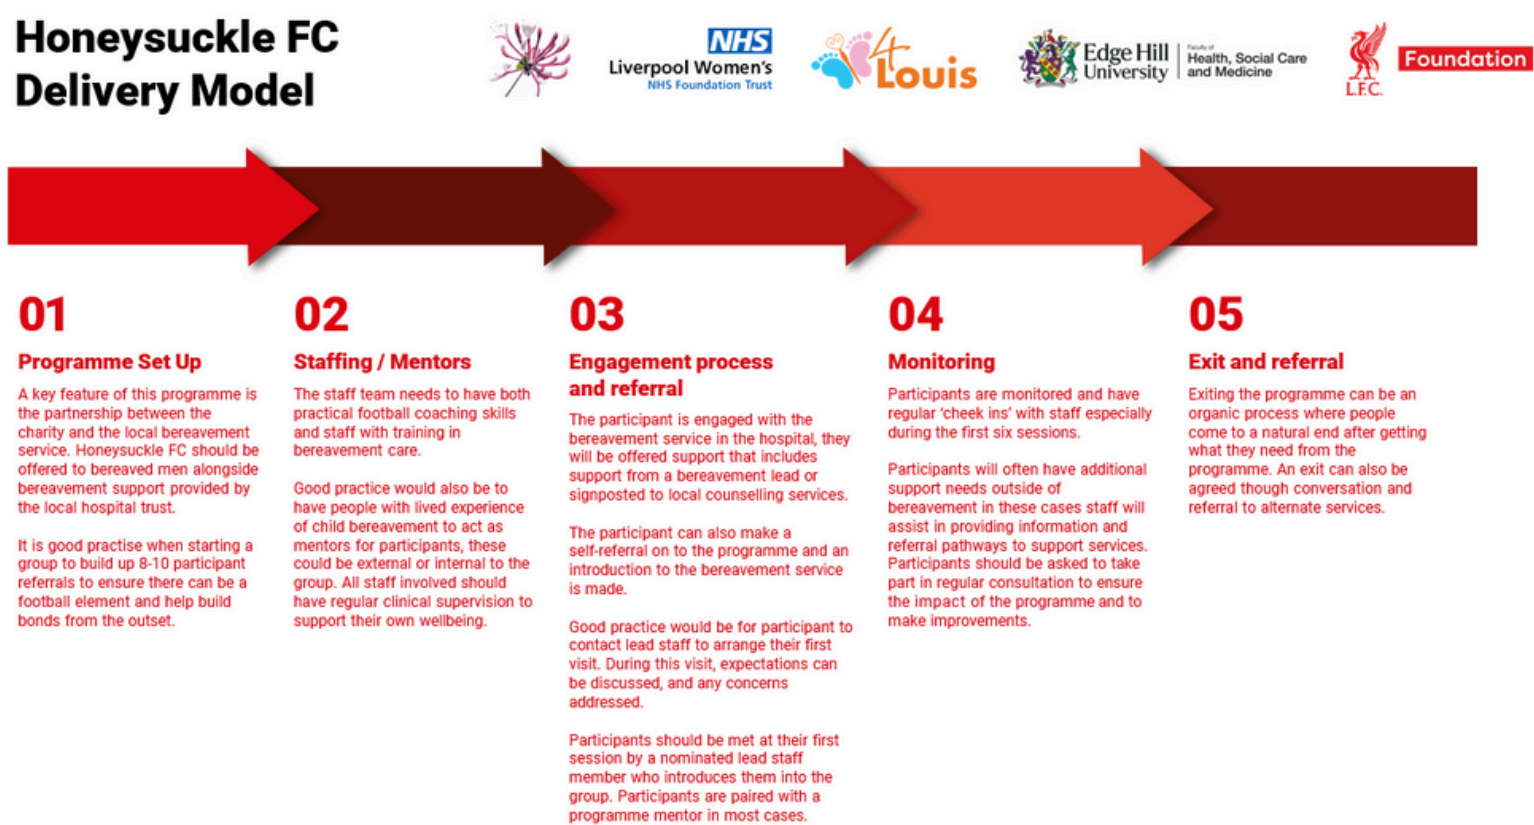 Honeysuckle FC
Delivery Model
NHS
Liverpool Women's
NHS Foundation Trust
4
Louis
Edge Hill
University
Faculty of
Health, Social Care
and Medicine
L.F.C.
Foundation
01
Programme Set Up
A key feature of this programme is
the partnership between the
charity and the local bereavement
service. Honeysuckle FC should be
offered to bereaved men alongside
bereavement support provided by
the local hospital trust.
It is good practise when starting a
group to build up 8-10 participant
referrals to ensure there can be a
football element and help build
bonds from the outset.
02
Staffing / Mentors
The staff team needs to have both
practical football coaching skills
and staff with training in
bereavement care.
Good practice would also be to
have people with lived experience
of child bereavement to act as
mentors for participants, these
could be external or internal to the
group. All staff involved should
have regular clinical supervision to
support their own wellbeing.
03
Engagement process
and referral
The participant is engaged with the
bereavement service in the hospital, they
will be offered support that includes
support from a bereavement lead or
signposted to local counselling services.
The participant can also make a
self-referral on to the programme and an
introduction to the bereavement service
is made.
Good practice would be for participant to
contact lead staff to arrange their first
visit. During this visit, expectations can
be discussed, and any concerns
addressed.
Participants should be met at their first
session by a nominated lead staff
member who introduces them into the
group. Participants are paired with a
programme mentor in most cases.
04
Monitoring
Participants are monitored and have
regular 'cheek ins' with staff especially
during the first six sessions.
Participants will often have additional
support needs outside of
bereavement in these cases staff will
assist in providing information and
referral pathways to support services.
Participants should be asked to take
part in regular consultation to ensure
the impact of the programme and to
make improvements.
05
Exit and referral
Exiting the programme can be an
organic process where people
come to a natural end after getting
what they need from the
programme. An exit can also be
agreed though conversation and
referral to alternate services.